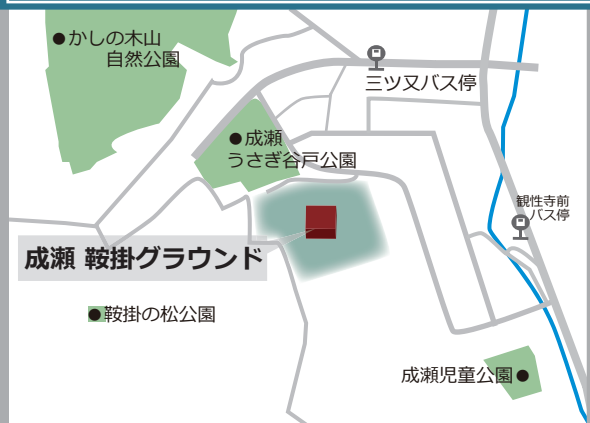 ●かしの木山
自然公園
三ツ又バス停
●成瀬
うさぎ谷戸公園
観性寺前
バス停
成瀬 鞍掛グラウンド
●鞍掛の松公園
成瀬児童公園●